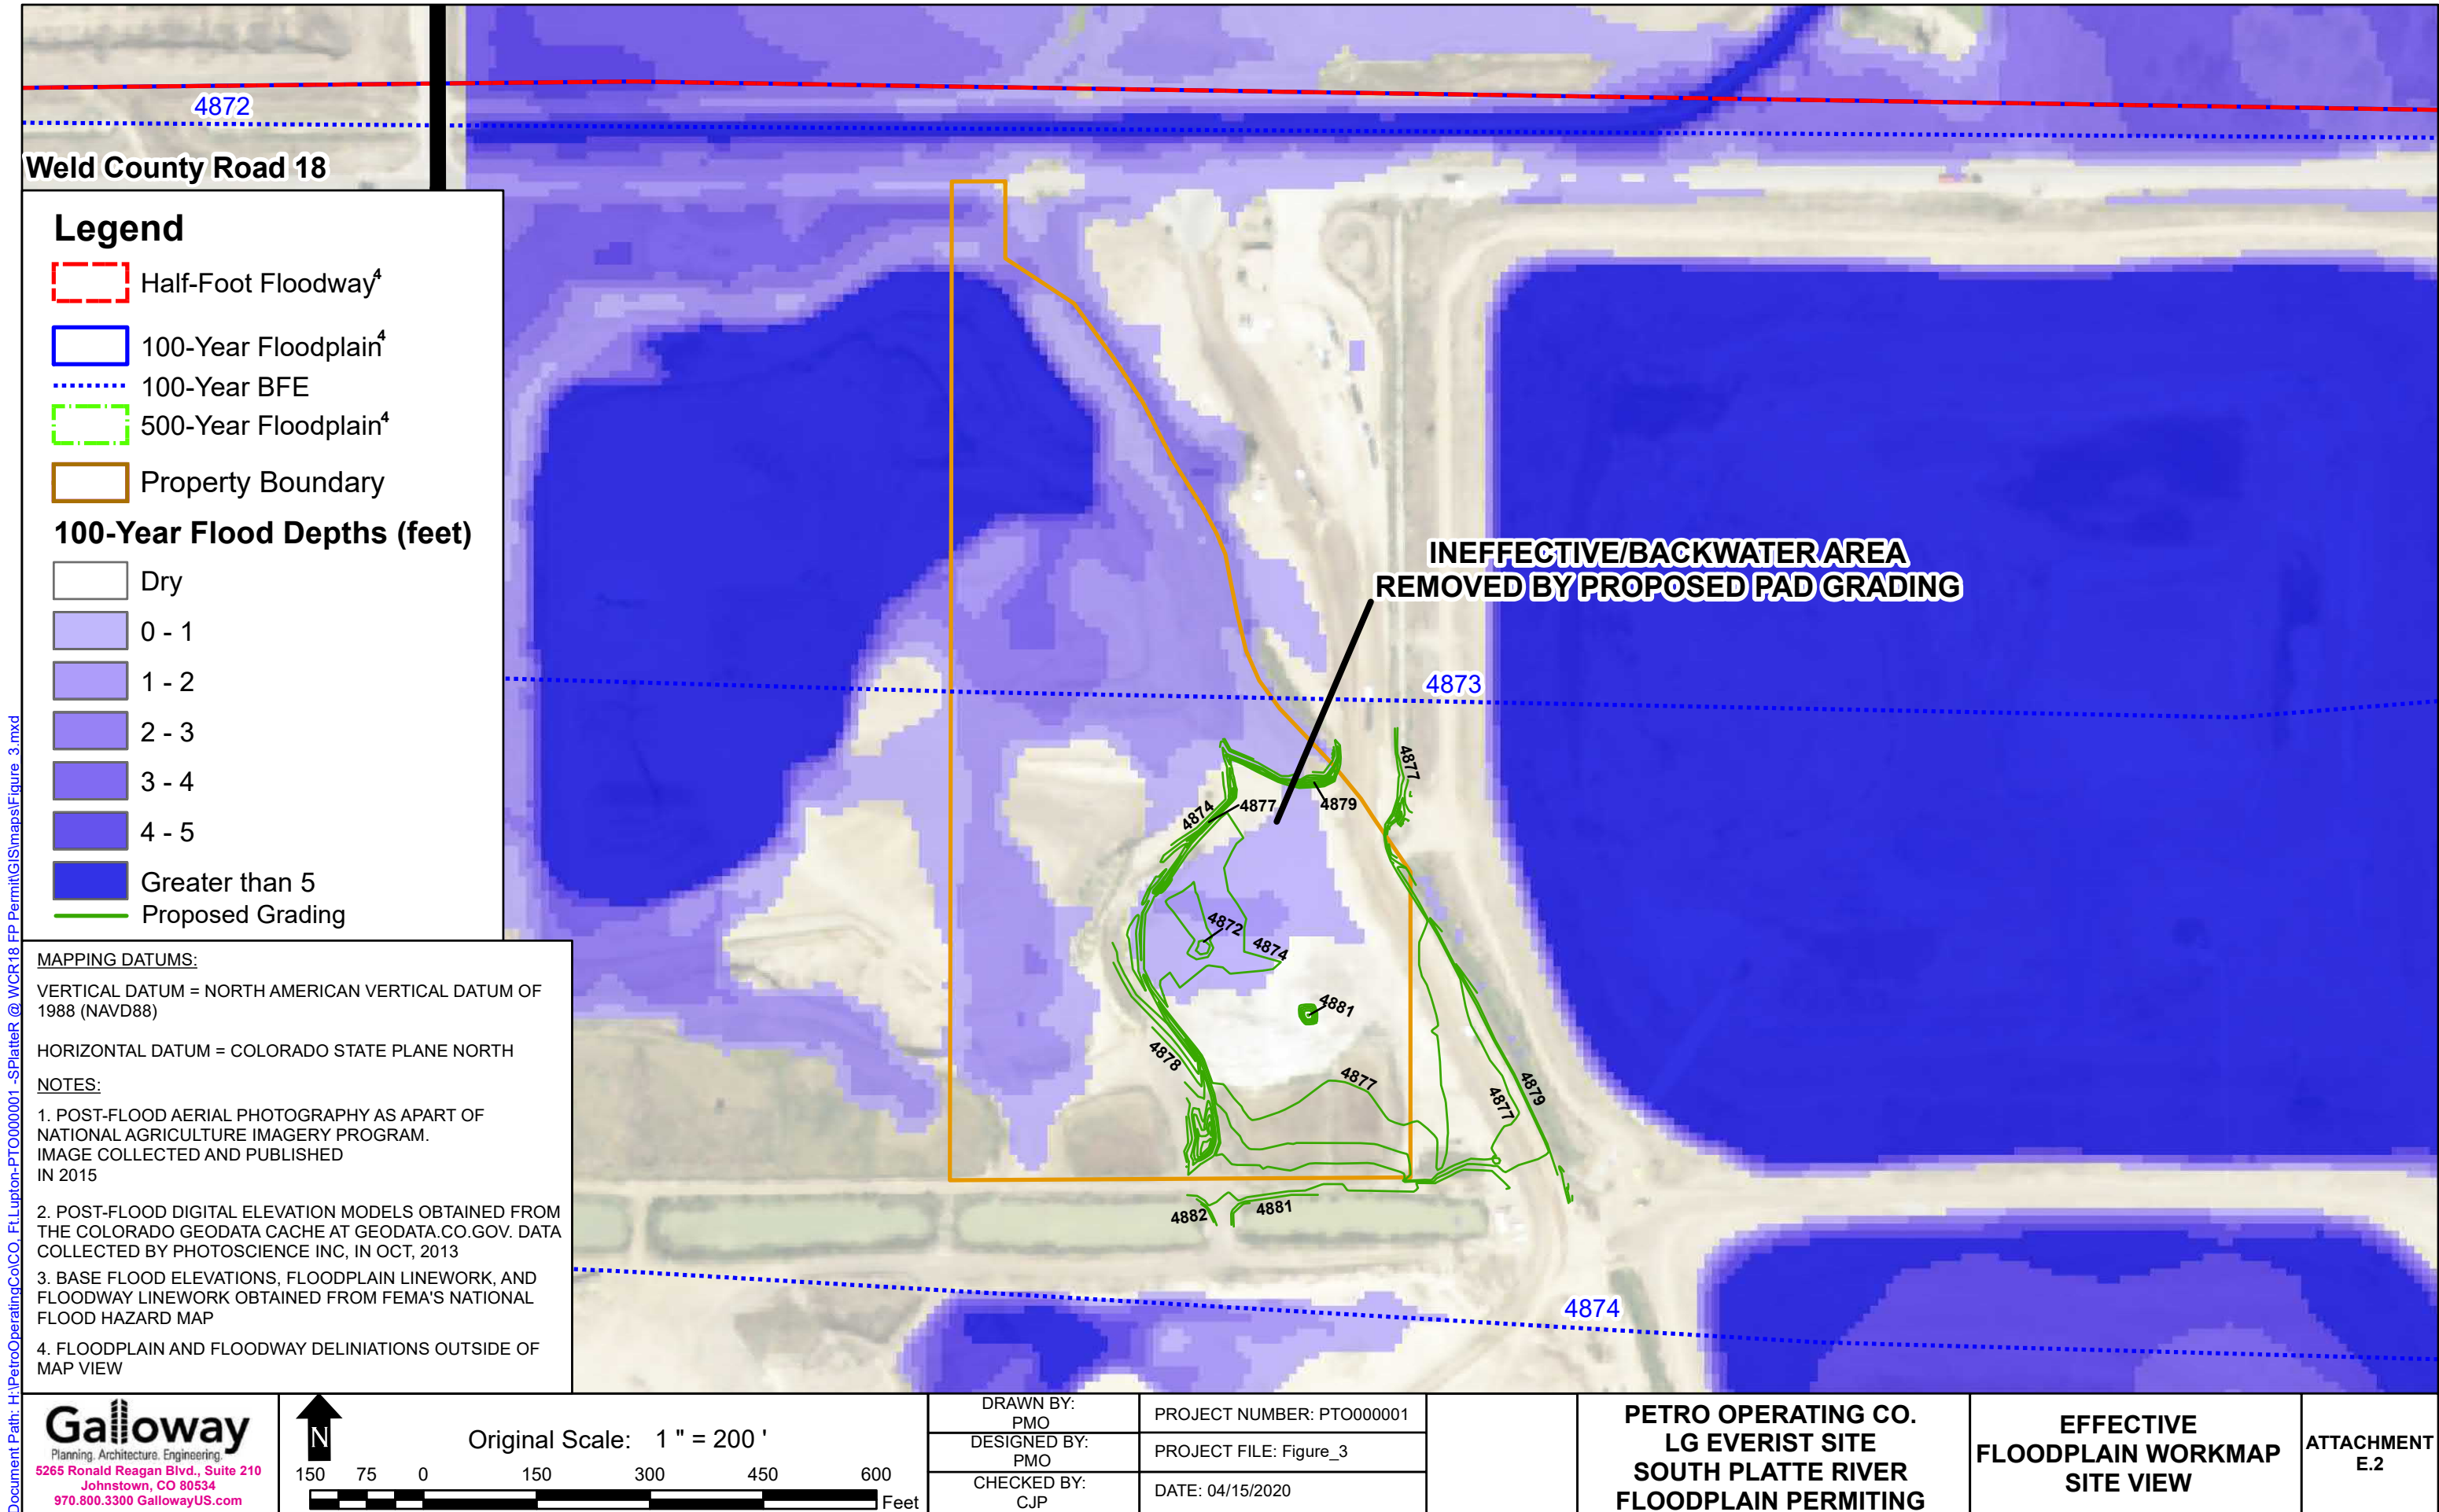 4872
Weld County Road 18
Legend
Half-Foot Floodway4
100-Year Floodplain4
100-Year BFE
500-Year Floodplain4
Property Boundary
100-Year Flood Depths (feet)
Dry
0 - 1
1 - 2
2 - 3
3 - 4
4 - 5
Greater than 5
Proposed Grading
MAPPING DATUMS:
VERTICAL DATUM = NORTH AMERICAN VERTICAL DATUM OF
1988 (NAVD88)
HORIZONTAL DATUM = COLORADO STATE PLANE NORTH
NOTES:
1. POST-FLOOD AERIAL PHOTOGRAPHY AS APART OF
NATIONAL AGRICULTURE IMAGERY PROGRAM.
IMAGE COLLECTED AND PUBLISHED
IN 2015
2. POST-FLOOD DIGITAL ELEVATION MODELS OBTAINED FROM
THE COLORADO GEODATA CACHE AT GEODATA.CO.GOV. DATA
COLLECTED BY PHOTOSCIENCE INC, IN OCT, 2013
3. BASE FLOOD ELEVATIONS, FLOODPLAIN LINEWORK, AND
FLOODWAY LINEWORK OBTAINED FROM FEMA'S NATIONAL
FLOOD HAZARD MAP
4. FLOODPLAIN AND FLOODWAY DELINIATIONS OUTSIDE OF
MAP VIEW
INEFFECTIVE/BACKWATER AREA
REMOVED BY PROPOSED PAD GRADING
4873
4877
4874
4877
4879
4872
4874
4881
4878
4877
4877
4879
4882
4881
4874
Document Path: H:\PetroOperatingCo\CO, Ft.Lupton-PTO000001 -SPlatteR @ WCR18 FP Permit\GIS\maps\Figure 3.mxd
Galloway
Planning. Architecture. Engineering.
5265 Ronald Reagan Blvd., Suite 210
Johnstown, CO 80534
970.800.3300 GallowayUS.com
N
Original Scale: 1 " = 200 '
150 75 0 150 300 450 600
Feet
DRAWN BY:
PMO
DESIGNED BY:
PMO
CHECKED BY:
CJP
PROJECT NUMBER: PTO000001
PROJECT FILE: Figure_3
DATE: 04/15/2020
PETRO OPERATING CO.
LG EVERIST SITE
SOUTH PLATTE RIVER
FLOODPLAIN PERMITING
EFFECTIVE
FLOODPLAIN WORKMAP
SITE VIEW
ATTACHMENT
E.2